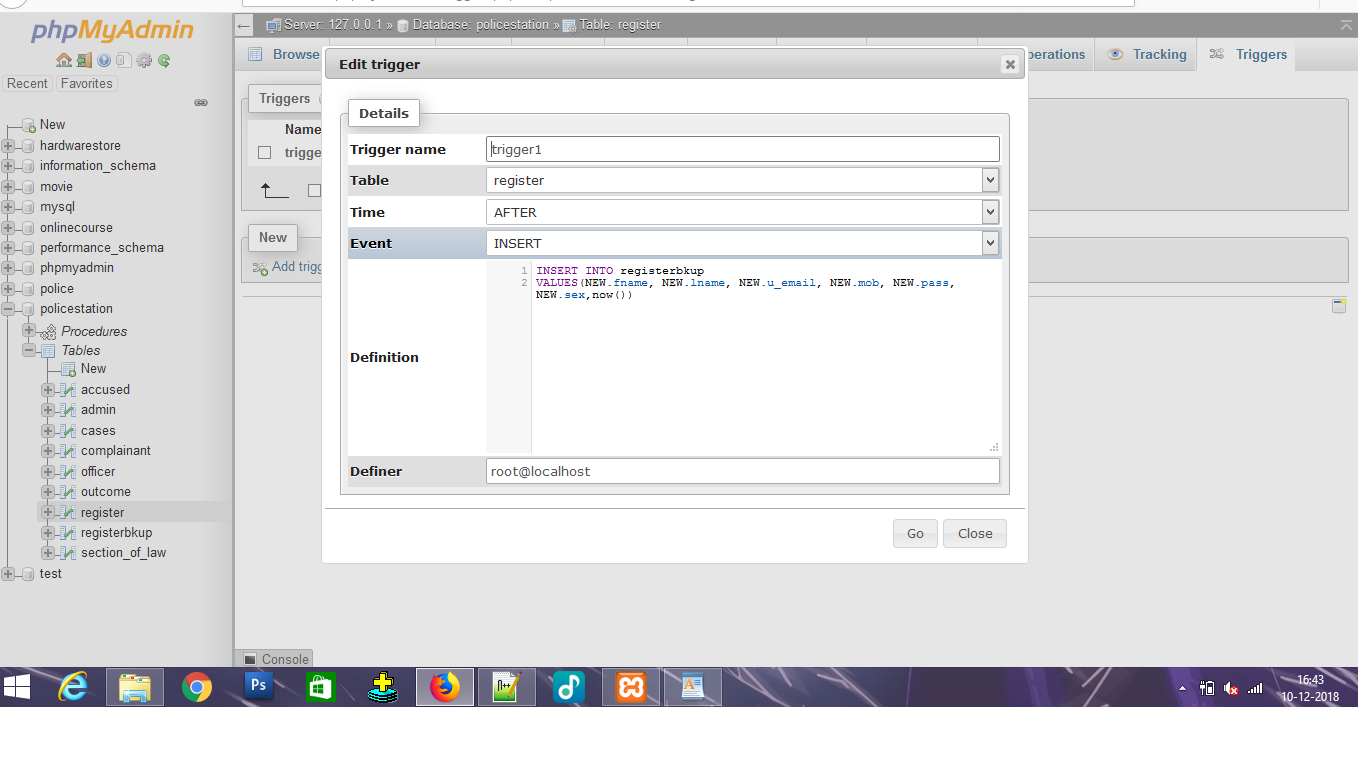 phpMyAdmin
Recent Favorites
New
hardwarestore
information_schema
movie
mysql
onlinecourse
performance_schema
phpmyadmin
police
policestation
Procedures
Tables
New
accused
admin
cases
complainant
officer
outcome
register
registerbkup
section_of_law
test
Server: 127.0.0.1 » Database: policestation » Table: register
Browse
Tracking
Triggers
Triggers
Name
New
Edit trigger
Details
Trigger name trigger1
Table register
Time AFTER
Event INSERT
Definition
1 INSERT INTO registerbkup
2 VALUES(NEW.fname, NEW.lname, NEW.u_email, NEW.mob, NEW.pass,
NEW.sex,now())
Definer root@localhost
Go Close
Console
Ps
16:43
10-12-2018